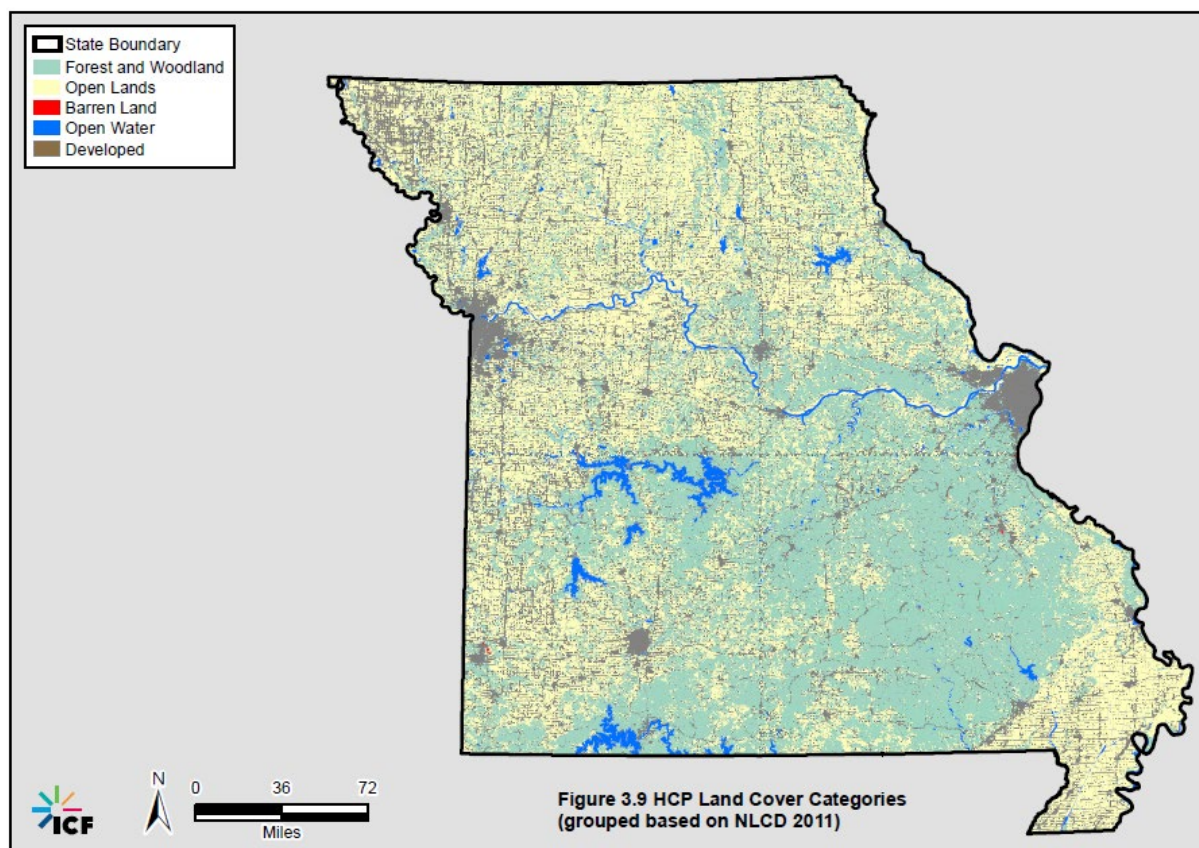 State Boundary
Forest and Woodland
Open Lands
Barren Land
Open Water
Developed
ICF
N
0 36 72
Miles
Figure 3.9 HCP Land Cover Categories
(grouped based on NLCD 2011)